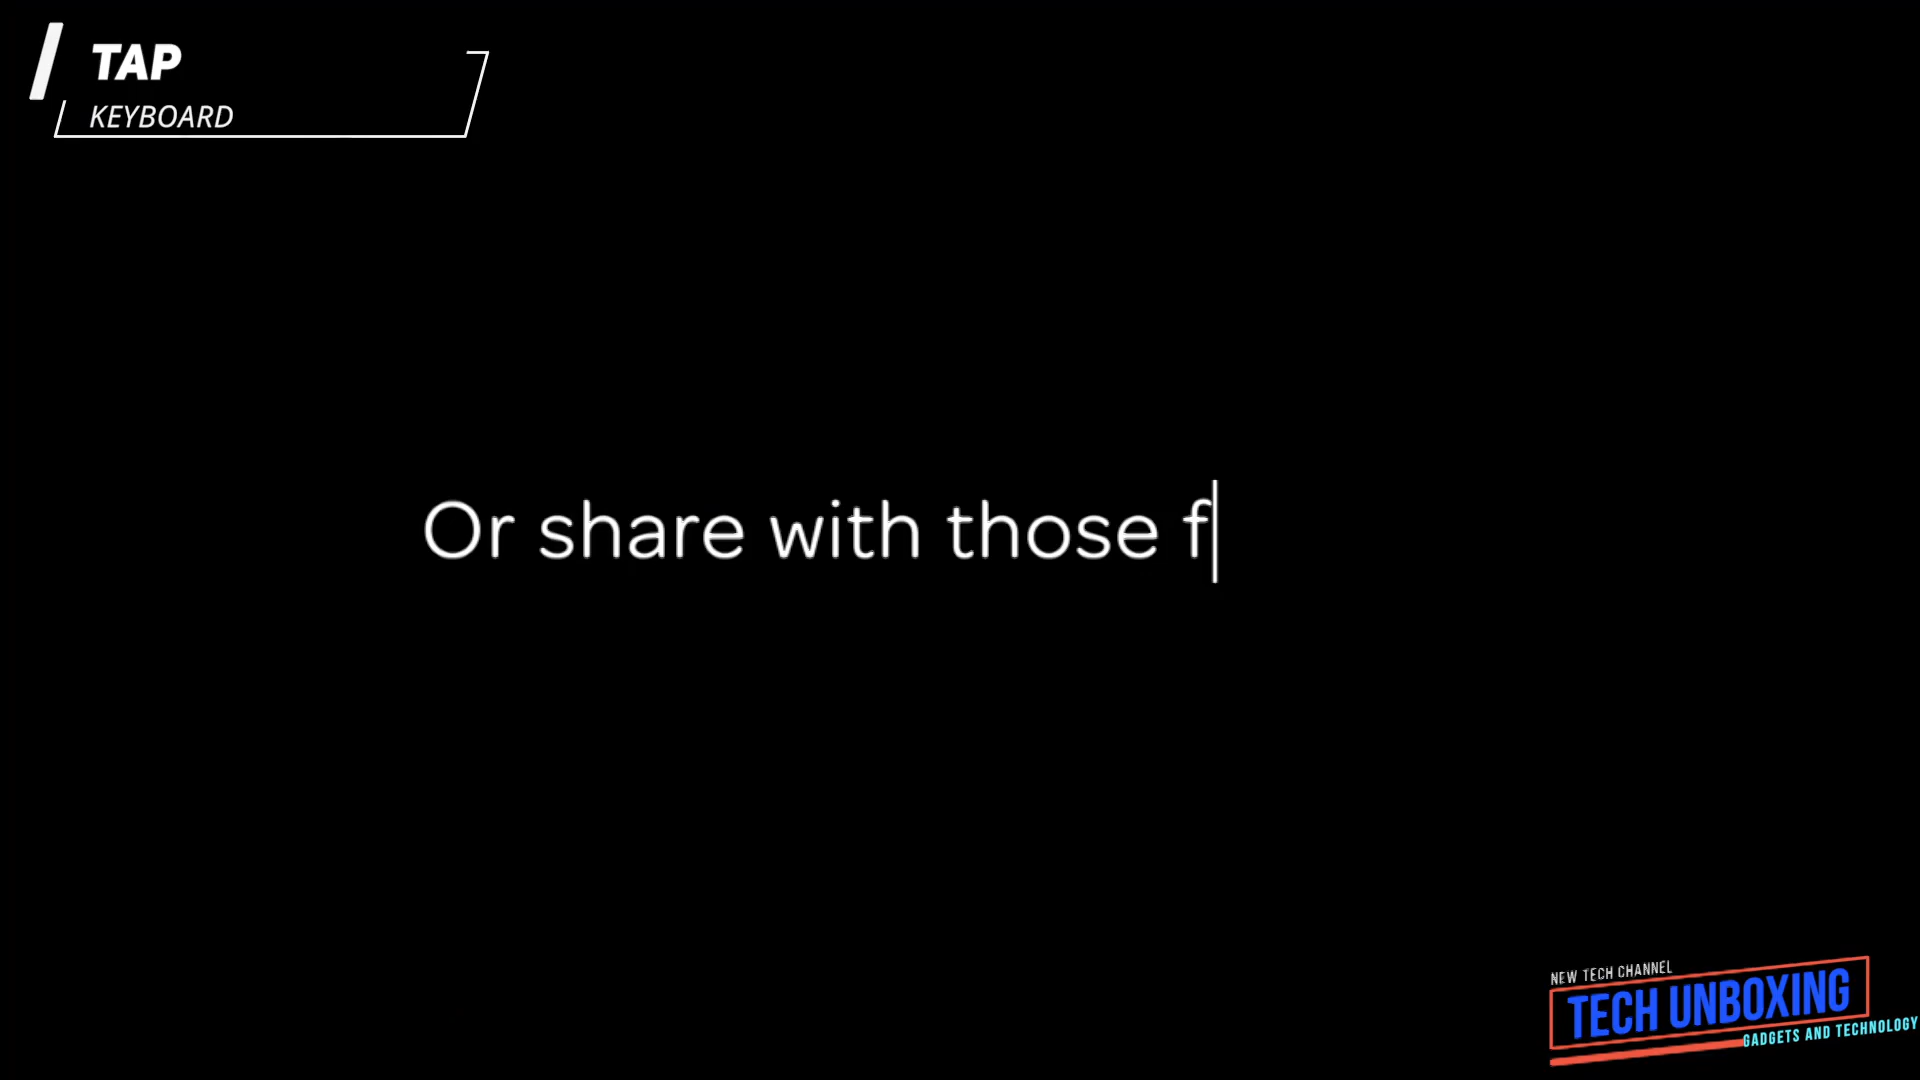 TAP
KEYBOARD
Or share with those f
NEW TECH CHANNEL
TECH UNBOXING
GADGETS AND TECHNOLOGY